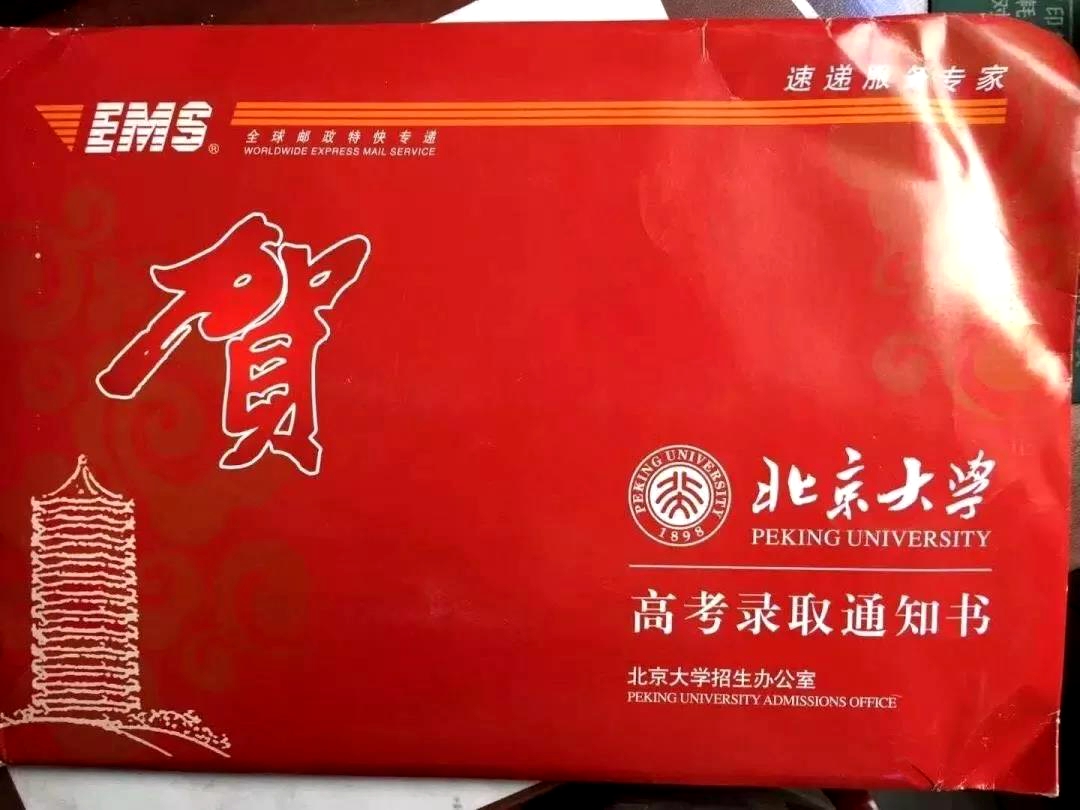 速递服务专家
EMS®
全球邮政特快专递
WORLDWIDE EXPRESS MAIL SERVICE
賀
PEKING UNIVERSITY
1898
北京大学
PEKING UNIVERSITY
高考录取通知书
北京大学招生办公室
PEKING UNIVERSITY ADMISSIONS OFFICE